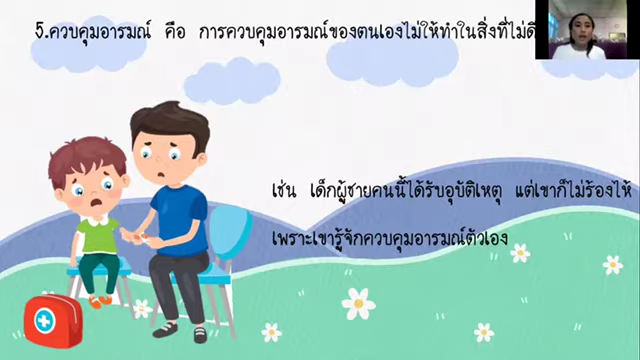 5.ควบคุมอารมณ์ คือ การควบคุมอารมณ์ของตนเองไม่ให้ทำในสิ่งที่ไม่ดี
เช่น เด็กผู้ชายคนนี้ได้รับอุบัติเหตุ แต่เขาก็ไม่ร้องไห้
เพราะเขารู้จักควบคุมอารมณ์ตัวเอง